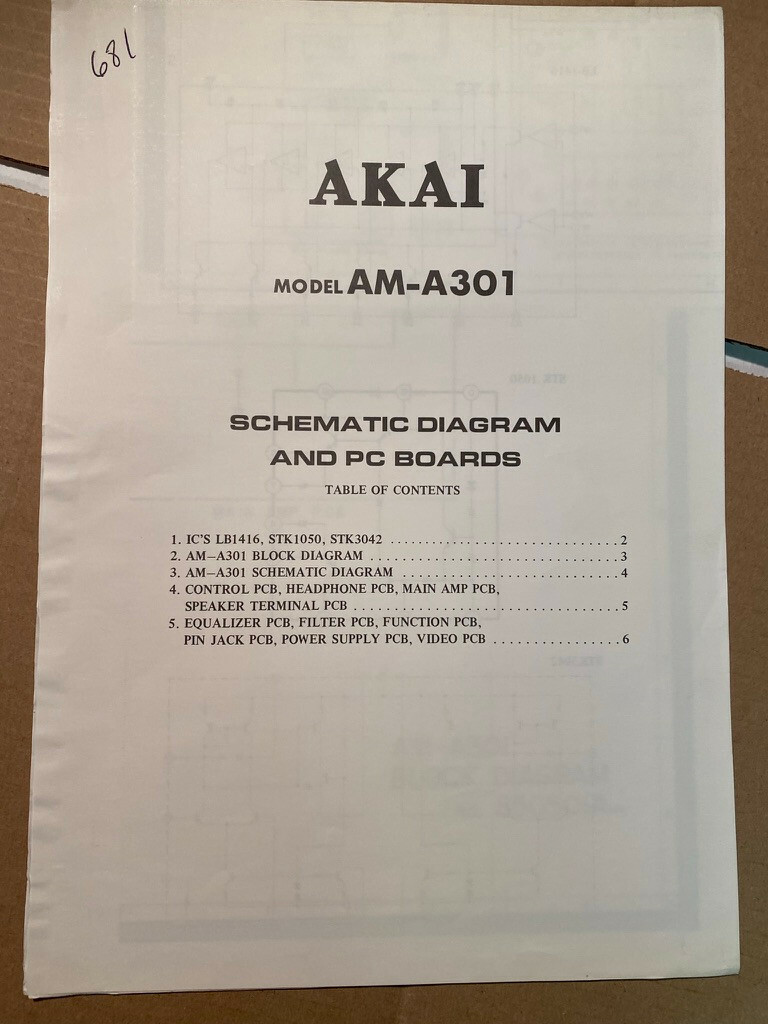 681
AKAI
MODEL AM-A301
SCHEMATIC DIAGRAM
AND PC BOARDS
TABLE OF CONTENTS
1. IC'S LB1416, STK1050, STK3042 ..............................2
2. AM–A301 BLOCK DIAGRAM ................................3
3. AM–A301 SCHEMATIC DIAGRAM ............................4
4. CONTROL PCB, HEADPHONE PCB, MAIN AMP PCB,
SPEAKER TERMINAL PCB ..................................5
5. EQUALIZER PCB, FILTER PCB, FUNCTION PCB,
PIN JACK PCB, POWER SUPPLY PCB, VIDEO PCB .................6